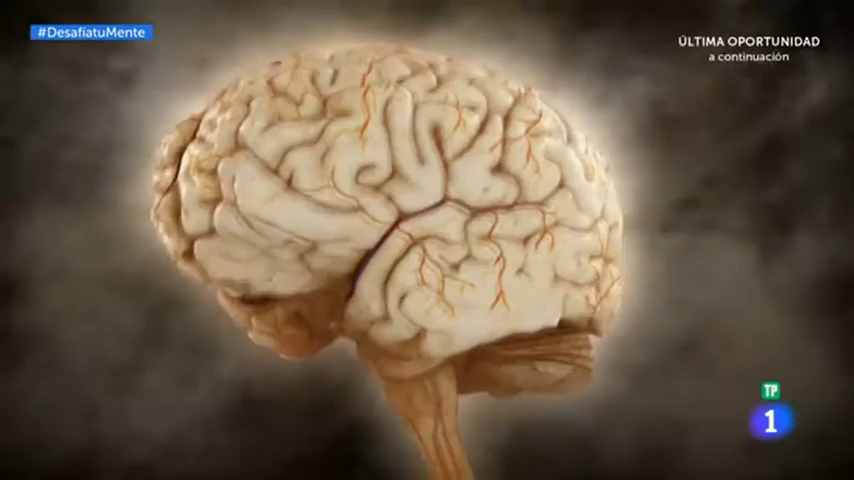 #DesafíatuMente
ÚLTIMA OPORTUNIDAD
a continuación
TP
1